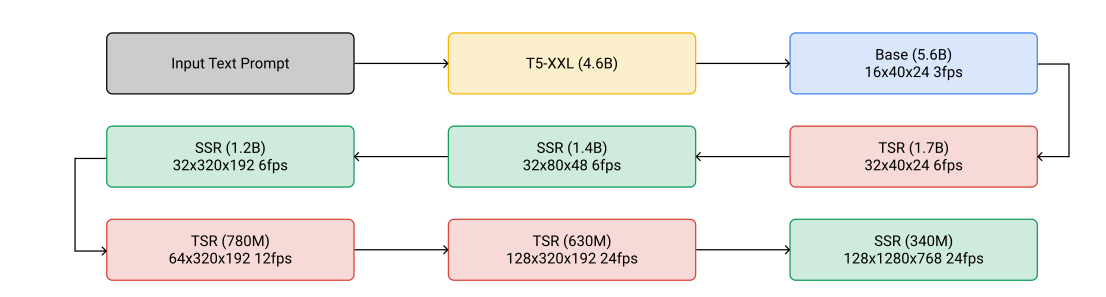 Input Text Prompt
T5-XXL (4.6B)
Base (5.6B)
16x40x24 3fps
TSR (1.7B)
32x40x24 6fps
SSR (1.4B)
32x80x48 6fps
SSR (1.2B)
32x320x192 6fps
TSR (780M)
64x320x192 12fps
TSR (630M)
128x320x192 24fps
SSR (340M)
128x1280x768 24fps